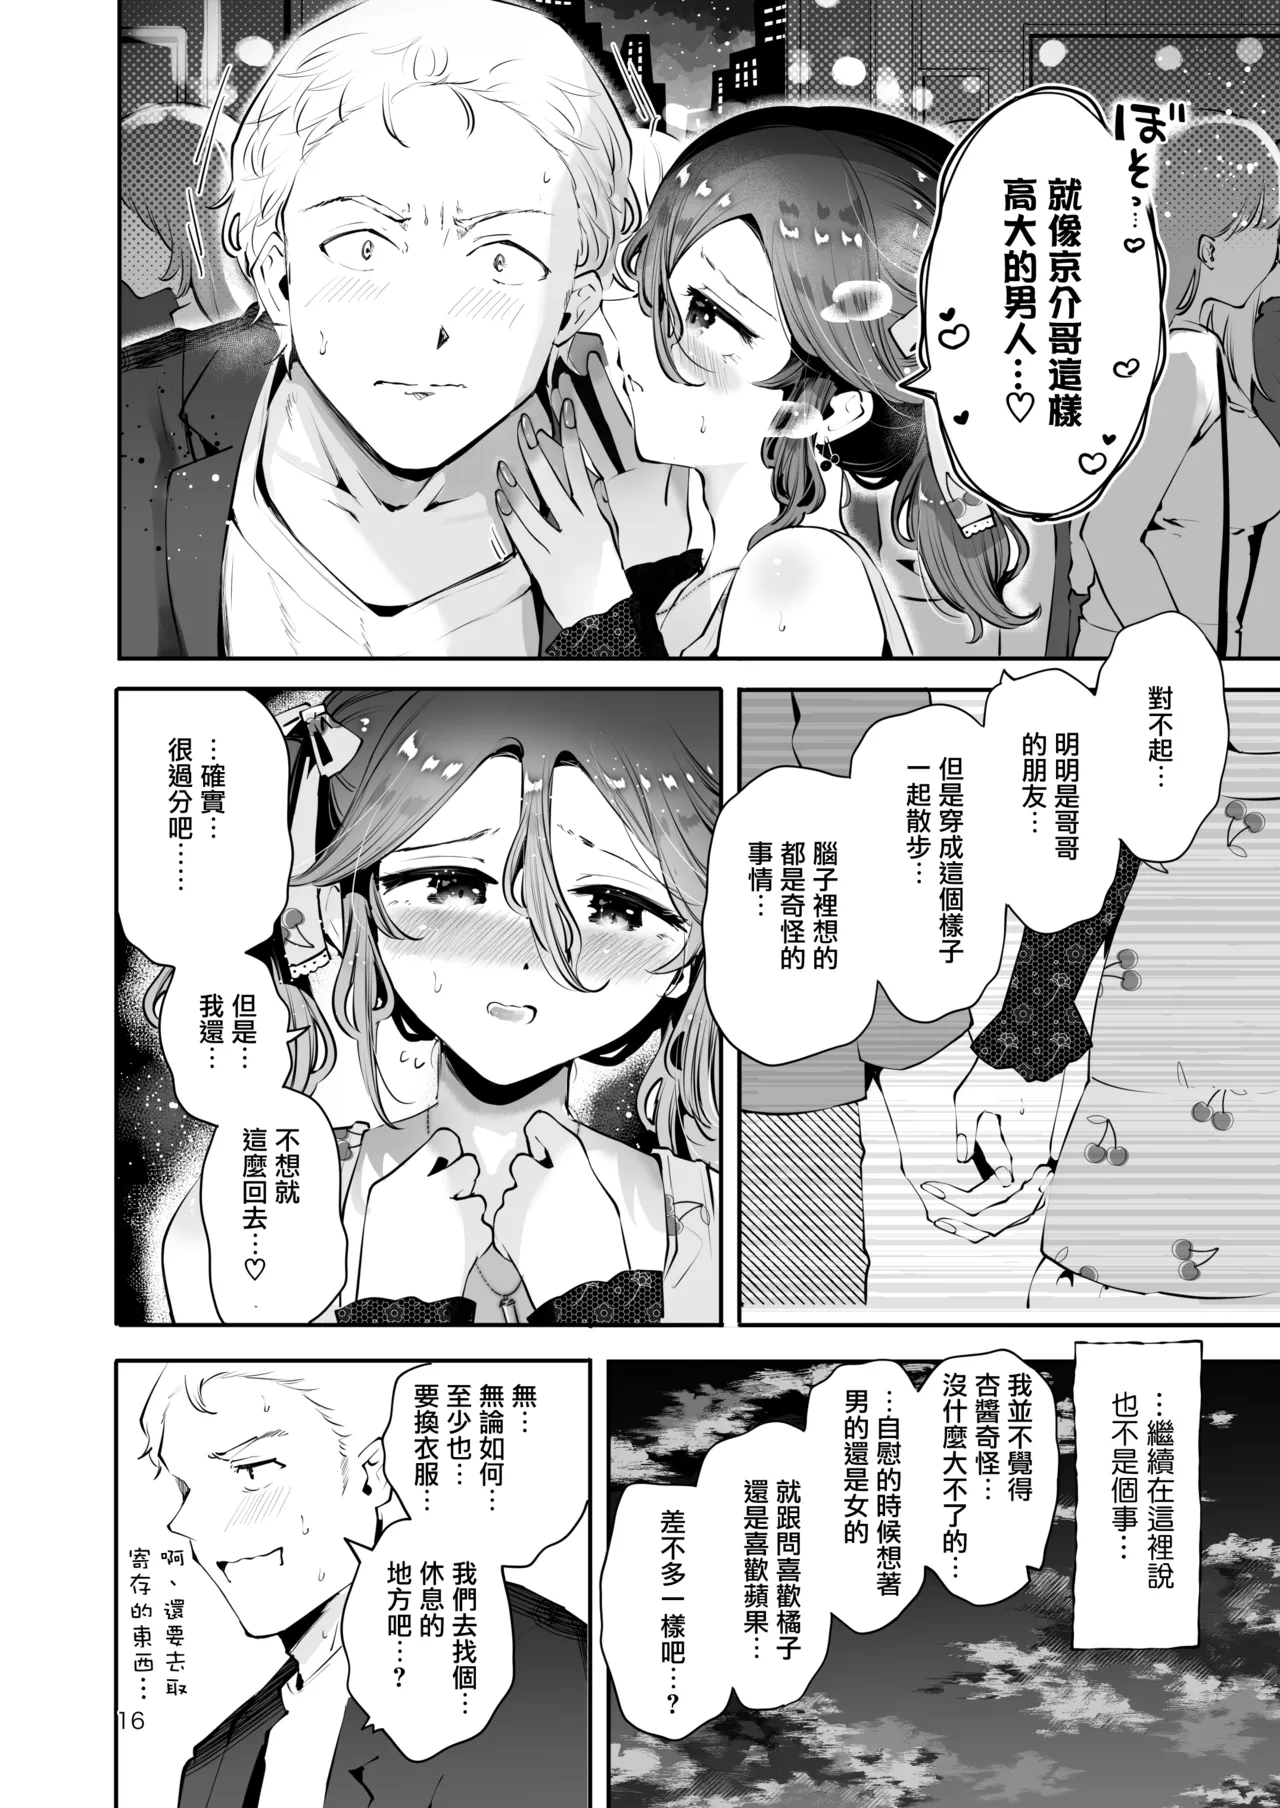 ぼそっ…
就像京介哥這樣
高大的男人…♡
對不起…
明明是哥哥
的朋友…
但是穿成這個樣子
一起散步…
腦子裡想的
都是奇怪的
事情…
…確實…
很過分吧……
但是…
我還…
不想就
這麼回去…♡
…繼續在這裡說
也不是個事…
我並不覺得
杏醬奇怪…
沒什麼大不了的…
…自慰的時候想著
男的還是女的
就跟問喜歡橘子
還是喜歡蘋果…
差不多一樣吧…?
無…
無論如何…
至少也…
要換衣服…
我們去找個…
休息的
地方吧…?
啊、還要去取
寄存的東西…
16